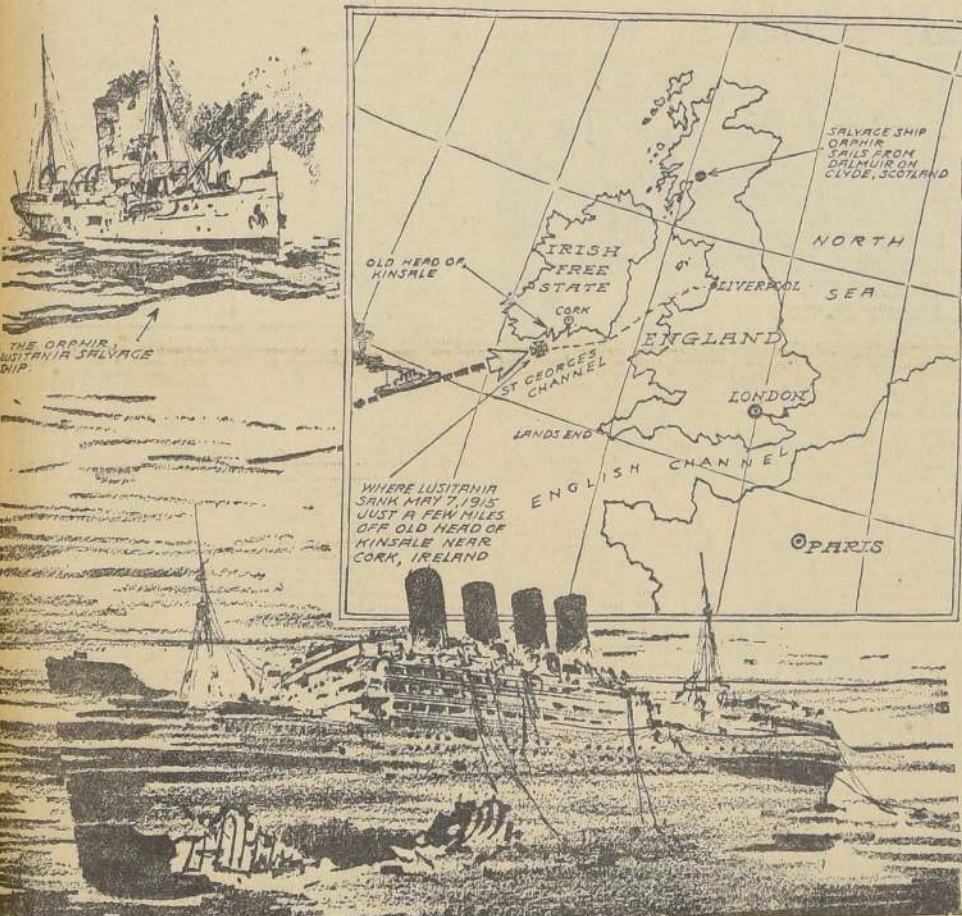 THE ORPHIR,
LUSITANIA SALVAGE
SHIP.
SALVAGE SHIP
ORPHIR
SAILS FROM
DALMUIR ON
CLYDE, SCOTLAND
NORTH
SEA
OLD HEAD OF
KINSALE
IRISH
FREE
STATE
CORK
LIVERPOOL
ENGLAND
ST GEORGES
CHANNEL
LONDON
LANDS END
ENGLISH CHANNEL
WHERE LUSITANIA
SANK MAY 7, 1915
JUST A FEW MILES
OFF OLD HEAD OF
KINSALE NEAR
CORK, IRELAND
PARIS